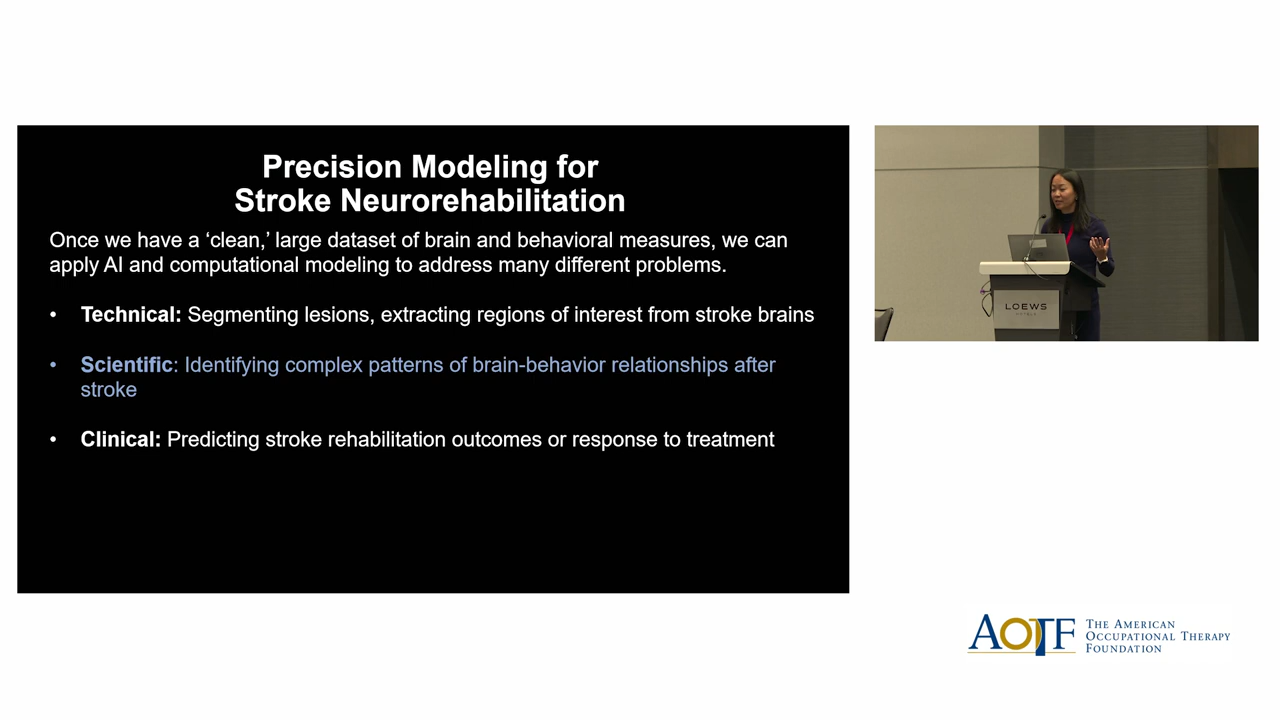 Precision Modeling for
Stroke Neurorehabilitation
Once we have a ‘clean,’ large dataset of brain and behavioral measures, we can
apply AI and computational modeling to address many different problems.
• Technical: Segmenting lesions, extracting regions of interest from stroke brains
• Scientific: Identifying complex patterns of brain-behavior relationships after
stroke
• Clinical: Predicting stroke rehabilitation outcomes or response to treatment
LOEWS
HOTELS
AOTF
THE AMERICAN
OCCUPATIONAL THERAPY
FOUNDATION